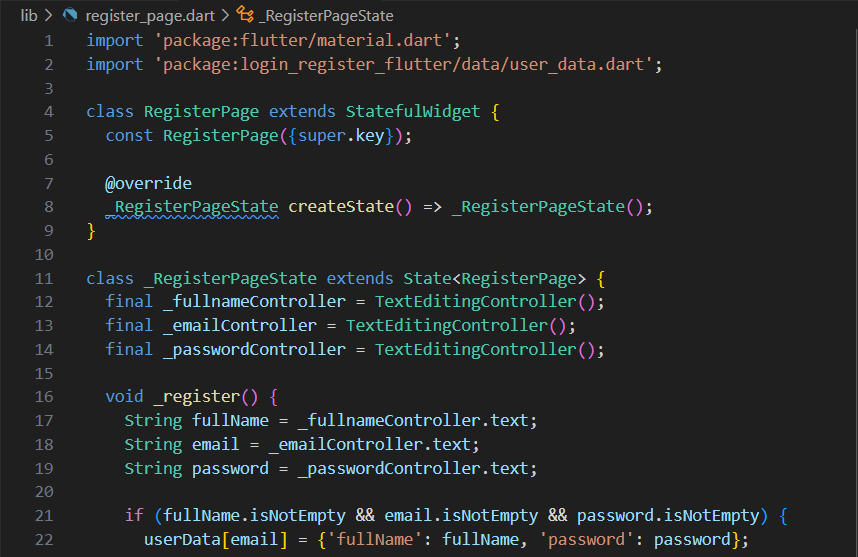 lib > register_page.dart > _RegisterPageState
1 import 'package:flutter/material.dart';
2 import 'package:login_register_flutter/data/user_data.dart';
3
4 class RegisterPage extends StatefulWidget {
5   const RegisterPage({super.key});
6
7   @override
8   _RegisterPageState createState() => _RegisterPageState();
9 }
10
11 class _RegisterPageState extends State<RegisterPage> {
12   final _fullnameController = TextEditingController();
13   final _emailController = TextEditingController();
14   final _passwordController = TextEditingController();
15
16   void _register() {
17     String fullName = _fullnameController.text;
18     String email = _emailController.text;
19     String password = _passwordController.text;
20
21     if (fullName.isNotEmpty && email.isNotEmpty && password.isNotEmpty) {
22       userData[email] = {'fullName': fullName, 'password': password};